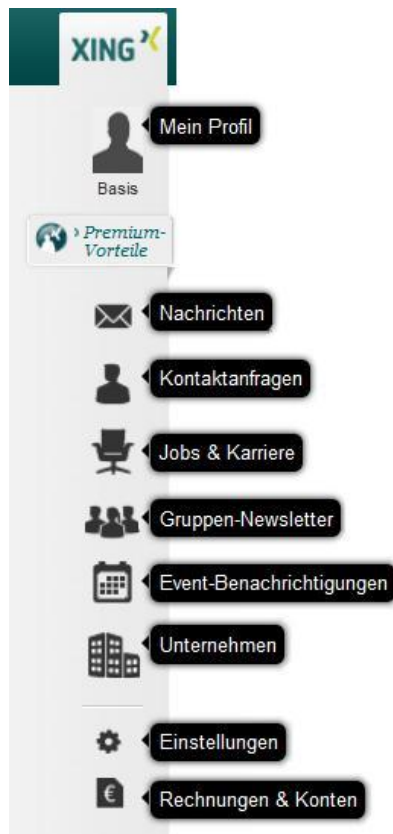 XING
Mein Profil
Basis
› Premium-
Vorteile
Nachrichten
Kontaktanfragen
Jobs & Karriere
Gruppen-Newsletter
Event-Benachrichtigungen
Unternehmen
Einstellungen
€
Rechnungen & Konten